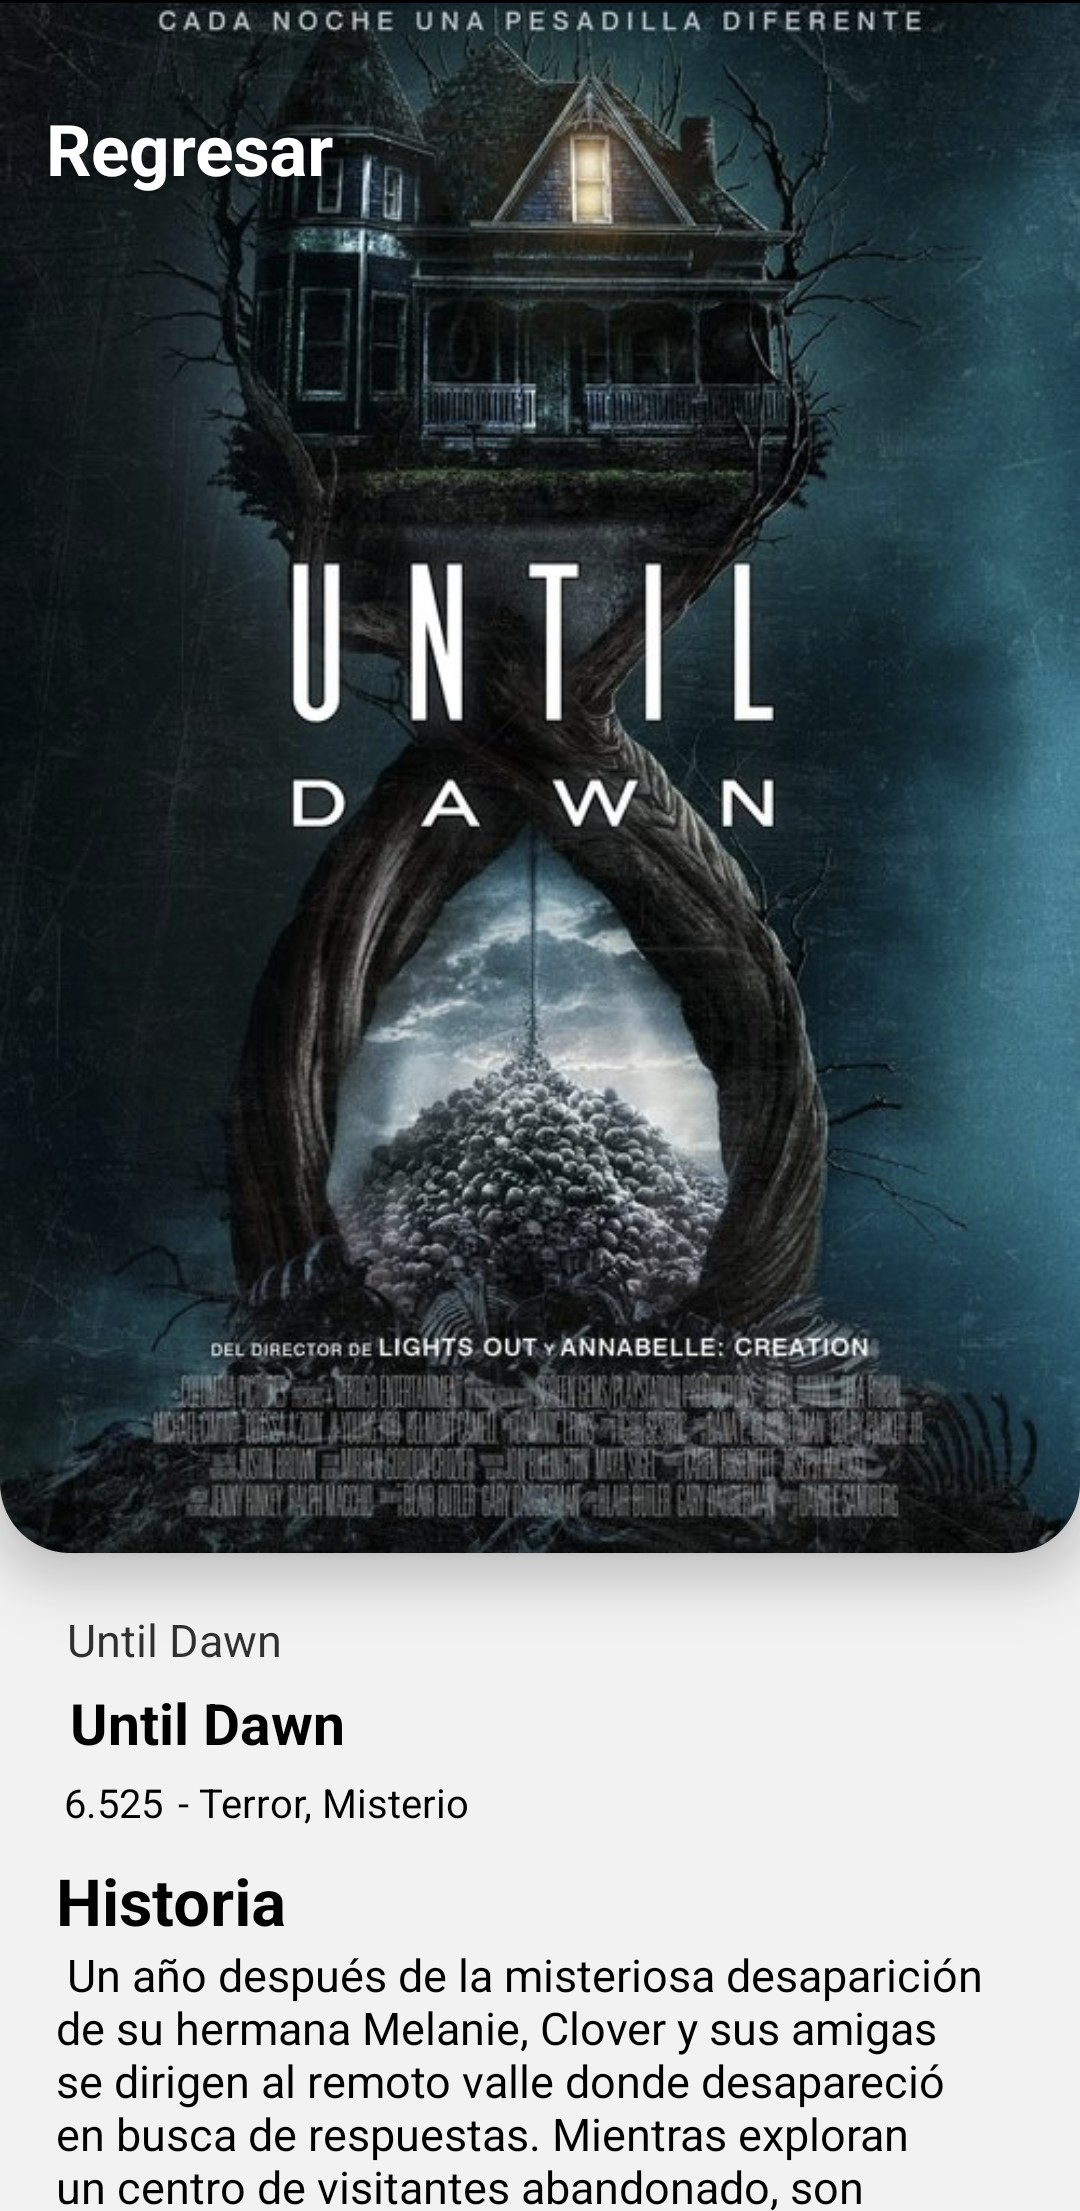 CADA NOCHE UNA PESADILLA DIFERENTE
Regresar
UNTIL
DAWN
DEL DIRECTOR DE LIGHTS OUT Y ANNABELLE: CREATION
Until Dawn
Until Dawn
6.525 - Terror, Misterio
Historia
Un año después de la misteriosa desaparición
de su hermana Melanie, Clover y sus amigas
se dirigen al remoto valle donde desapareció
en busca de respuestas. Mientras exploran
un centro de visitantes abandonado, son